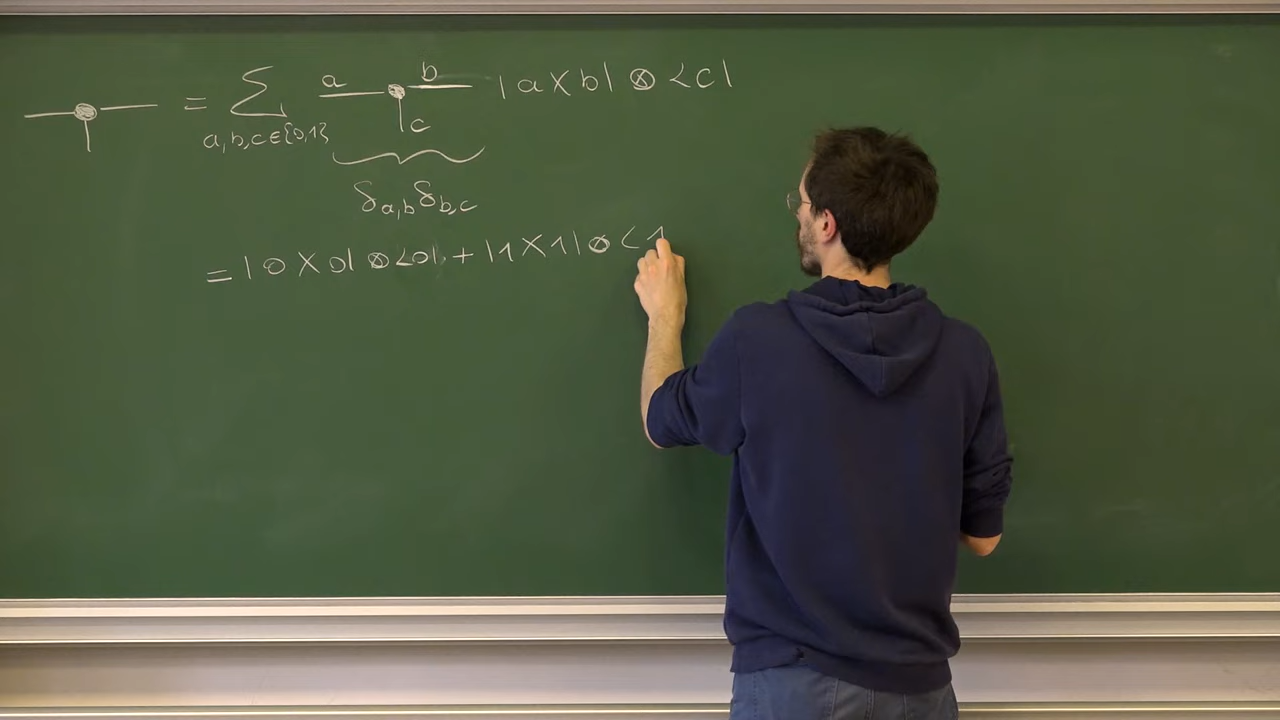 = Σ a b |a X b| ⊗ <c|
a,b,c∈{0,1} c
δa,b δb,c
= |0 X 0| ⊗ <0| + |1 X 1| ⊗ <1